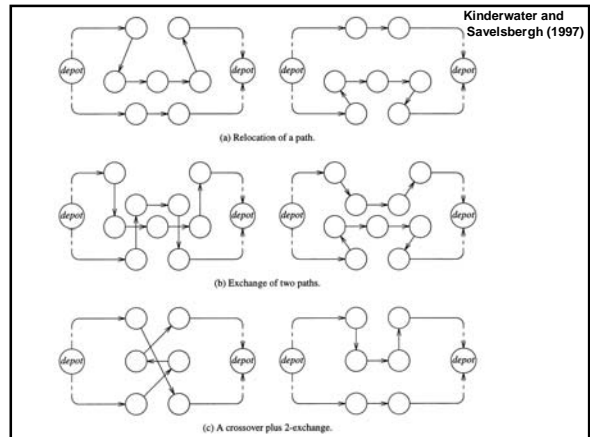 Kinderwater and
Savelsbergh (1997)
depot depot depot depot
(a) Relocation of a path.
depot depot depot depot
(b) Exchange of two paths.
depot depot depot depot
(c) A crossover plus 2-exchange.